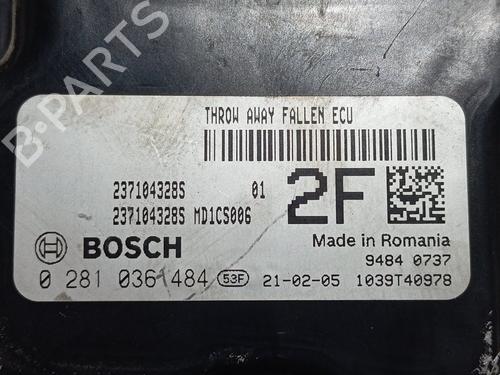 B-PARTS
THROW AWAY FALLEN ECU
237104328S 01
237104328S MD1CS006
2F
BOSCH
Made in Romania
9484 0737
0 281 036 484 53F 21-02-05 1039T40978